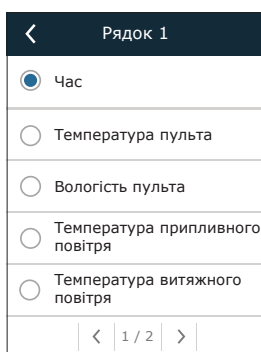 Рядок 1
Час
Температура пульта
Вологість пульта
Температура припливного
повітря
Температура витяжного
повітря
1 / 2